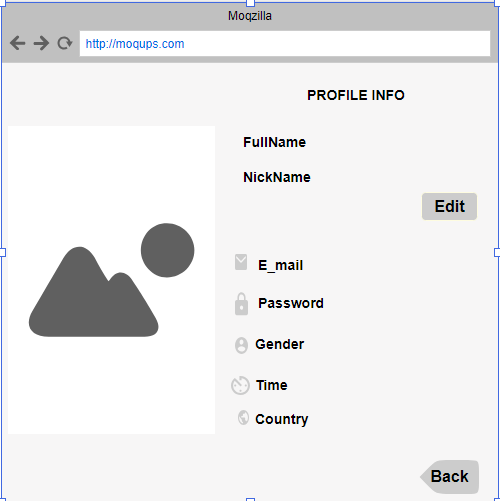 Moqzilla
http://moqups.com
PROFILE INFO
FullName
NickName
Edit
E_mail
Password
Gender
Time
Country
Back